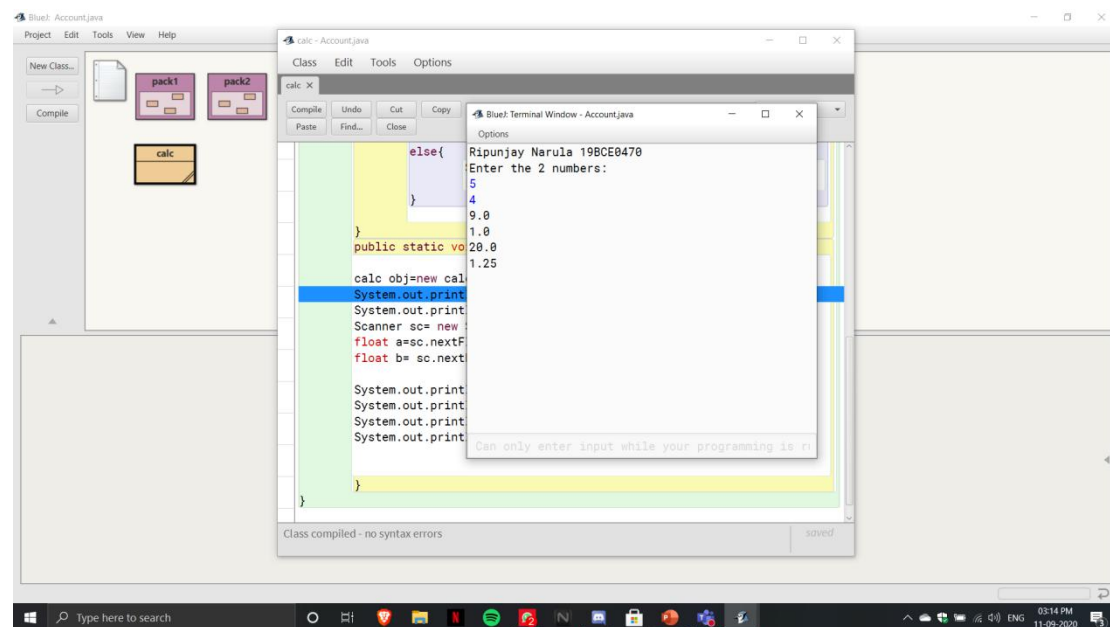 BlueJ: Account.java
Project Edit Tools View Help
New Class...
Compile
pack1
pack2
calc
calc - Account.java
Class Edit Tools Options
calc X
Compile Undo Cut Copy
Paste Find... Close
else{
}
}
public static vo
calc obj=new cal
System.out.print
System.out.print
Scanner sc= new
float a=sc.nextF
float b= sc.next
System.out.print
System.out.print
System.out.print
System.out.print
}
}
Class compiled - no syntax errors
saved
BlueJ: Terminal Window - Account.java
Options
Ripunjay Narula 19BCE0470
Enter the 2 numbers:
5
4
9.0
1.0
20.0
1.25
Can only enter input while your programming is r
Type here to search
ENG
03:14 PM
11-09-2020